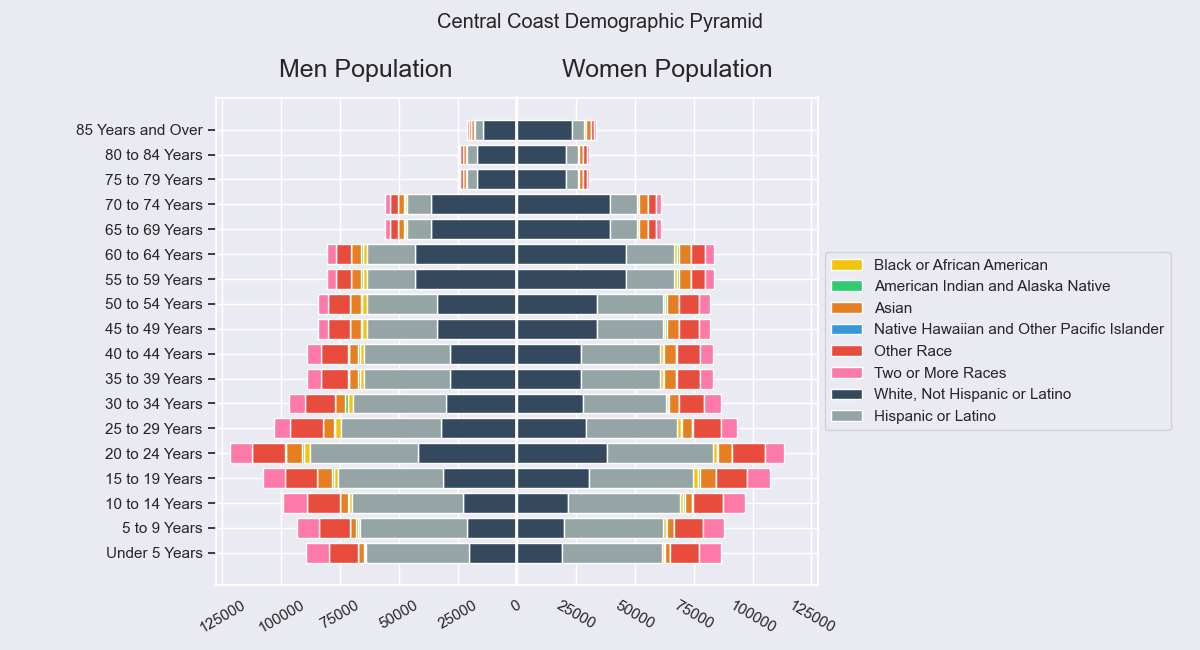 Central Coast Demographic Pyramid
Men Population
Women Population
85 Years and Over
80 to 84 Years
75 to 79 Years
70 to 74 Years
65 to 69 Years
60 to 64 Years
55 to 59 Years
50 to 54 Years
45 to 49 Years
40 to 44 Years
35 to 39 Years
30 to 34 Years
25 to 29 Years
20 to 24 Years
15 to 19 Years
10 to 14 Years
5 to 9 Years
Under 5 Years
125000
100000
75000
50000
25000
0
25000
50000
75000
100000
125000
Black or African American
American Indian and Alaska Native
Asian
Native Hawaiian and Other Pacific Islander
Other Race
Two or More Races
White, Not Hispanic or Latino
Hispanic or Latino